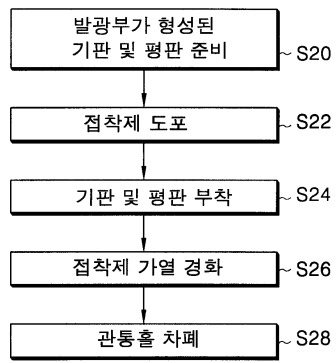 발광부가 형성된
기판 및 평판 준비
S20
접착제 도포
S22
기판 및 평판 부착
S24
접착제 가열 경화
S26
관통홀 차폐
S28